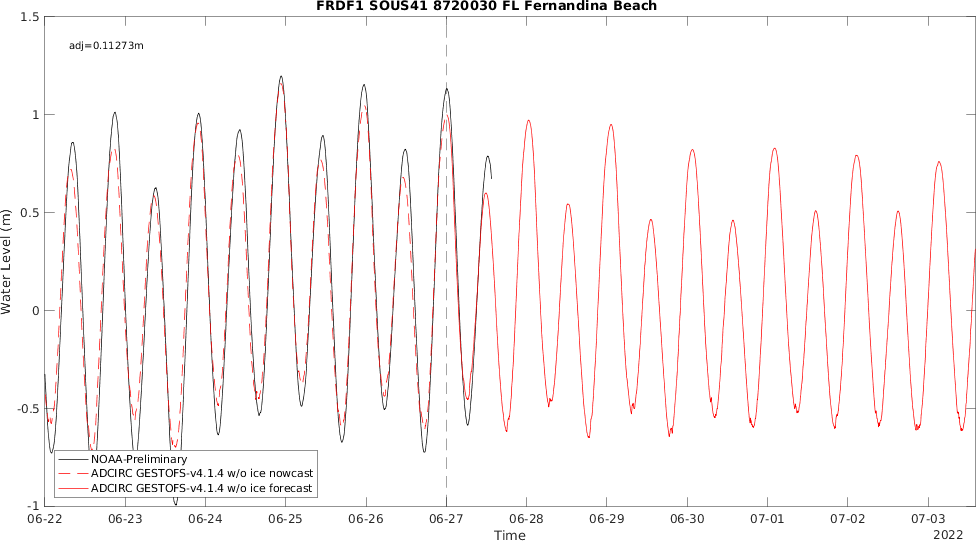 FRDF1 SOUS41 8720030 FL Fernandina Beach
1.5
adj=0.11273m
1
0.5
Water Level (m)
0
-0.5
NOAA-Preliminary
ADCIRC GESTOFS-v4.1.4 w/o ice nowcast
ADCIRC GESTOFS-v4.1.4 w/o ice forecast
-1
06-22 06-23 06-24 06-25 06-26 06-27 06-28 06-29 06-30 07-01 07-02 07-03
Time
2022